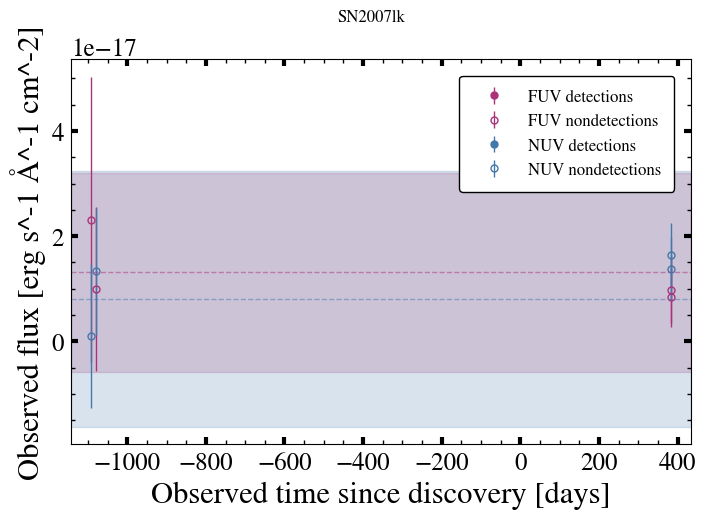 SN2007lk
1e−17
FUV detections
FUV nondetections
NUV detections
NUV nondetections
4
2
0
Observed flux [erg s^-1 Å^-1 cm^-2]
−1000 −800 −600 −400 −200 0 200 400
Observed time since discovery [days]